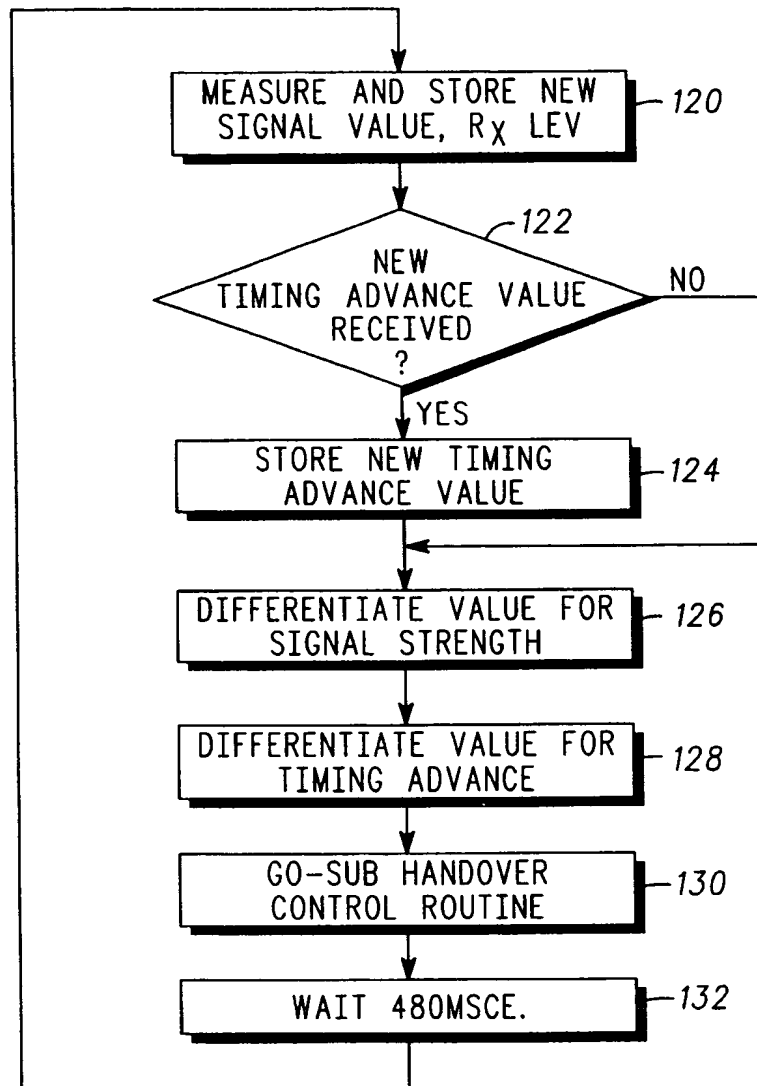 MEASURE AND STORE NEW
SIGNAL VALUE, RX LEV
120
122
NEW
TIMING ADVANCE VALUE
RECEIVED
?
NO
YES
STORE NEW TIMING
ADVANCE VALUE
124
DIFFERENTIATE VALUE FOR
SIGNAL STRENGTH
126
DIFFERENTIATE VALUE FOR
TIMING ADVANCE
128
GO-SUB HANDOVER
CONTROL ROUTINE
130
WAIT 480MSCE.
132